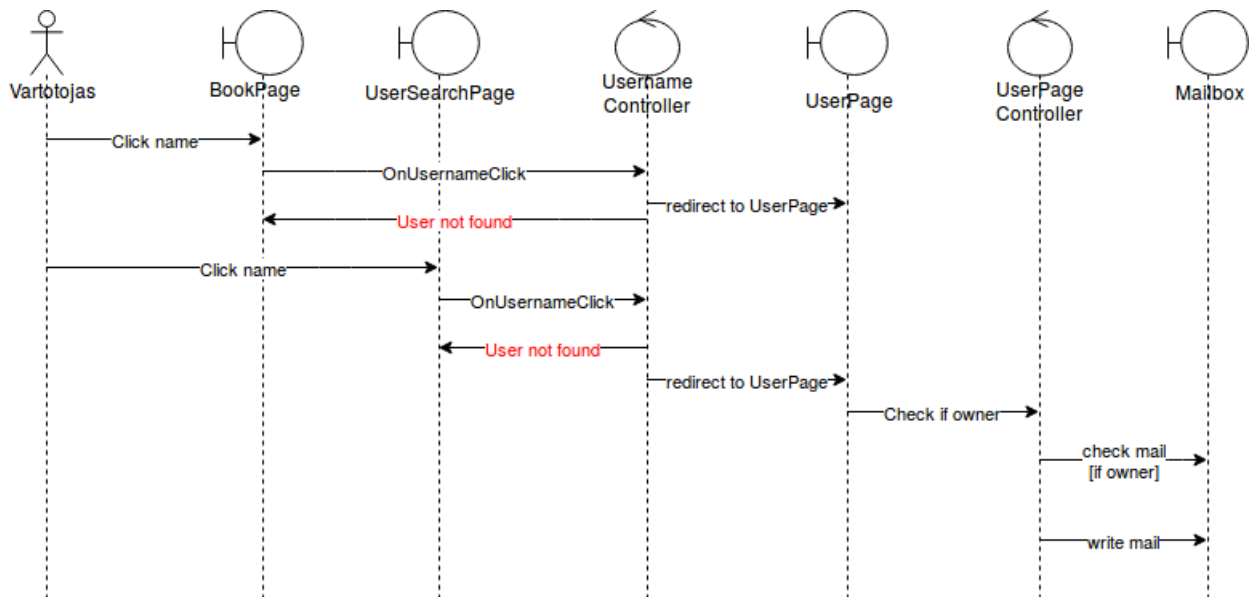 Vartotojas
BookPage
UserSearchPage
Username
Controller
UserPage
UserPage
Controller
Mailbox
Click name
OnUsernameClick
redirect to UserPage
User not found
Click name
OnUsernameClick
User not found
redirect to UserPage
Check if owner
check mail
[if owner]
write mail